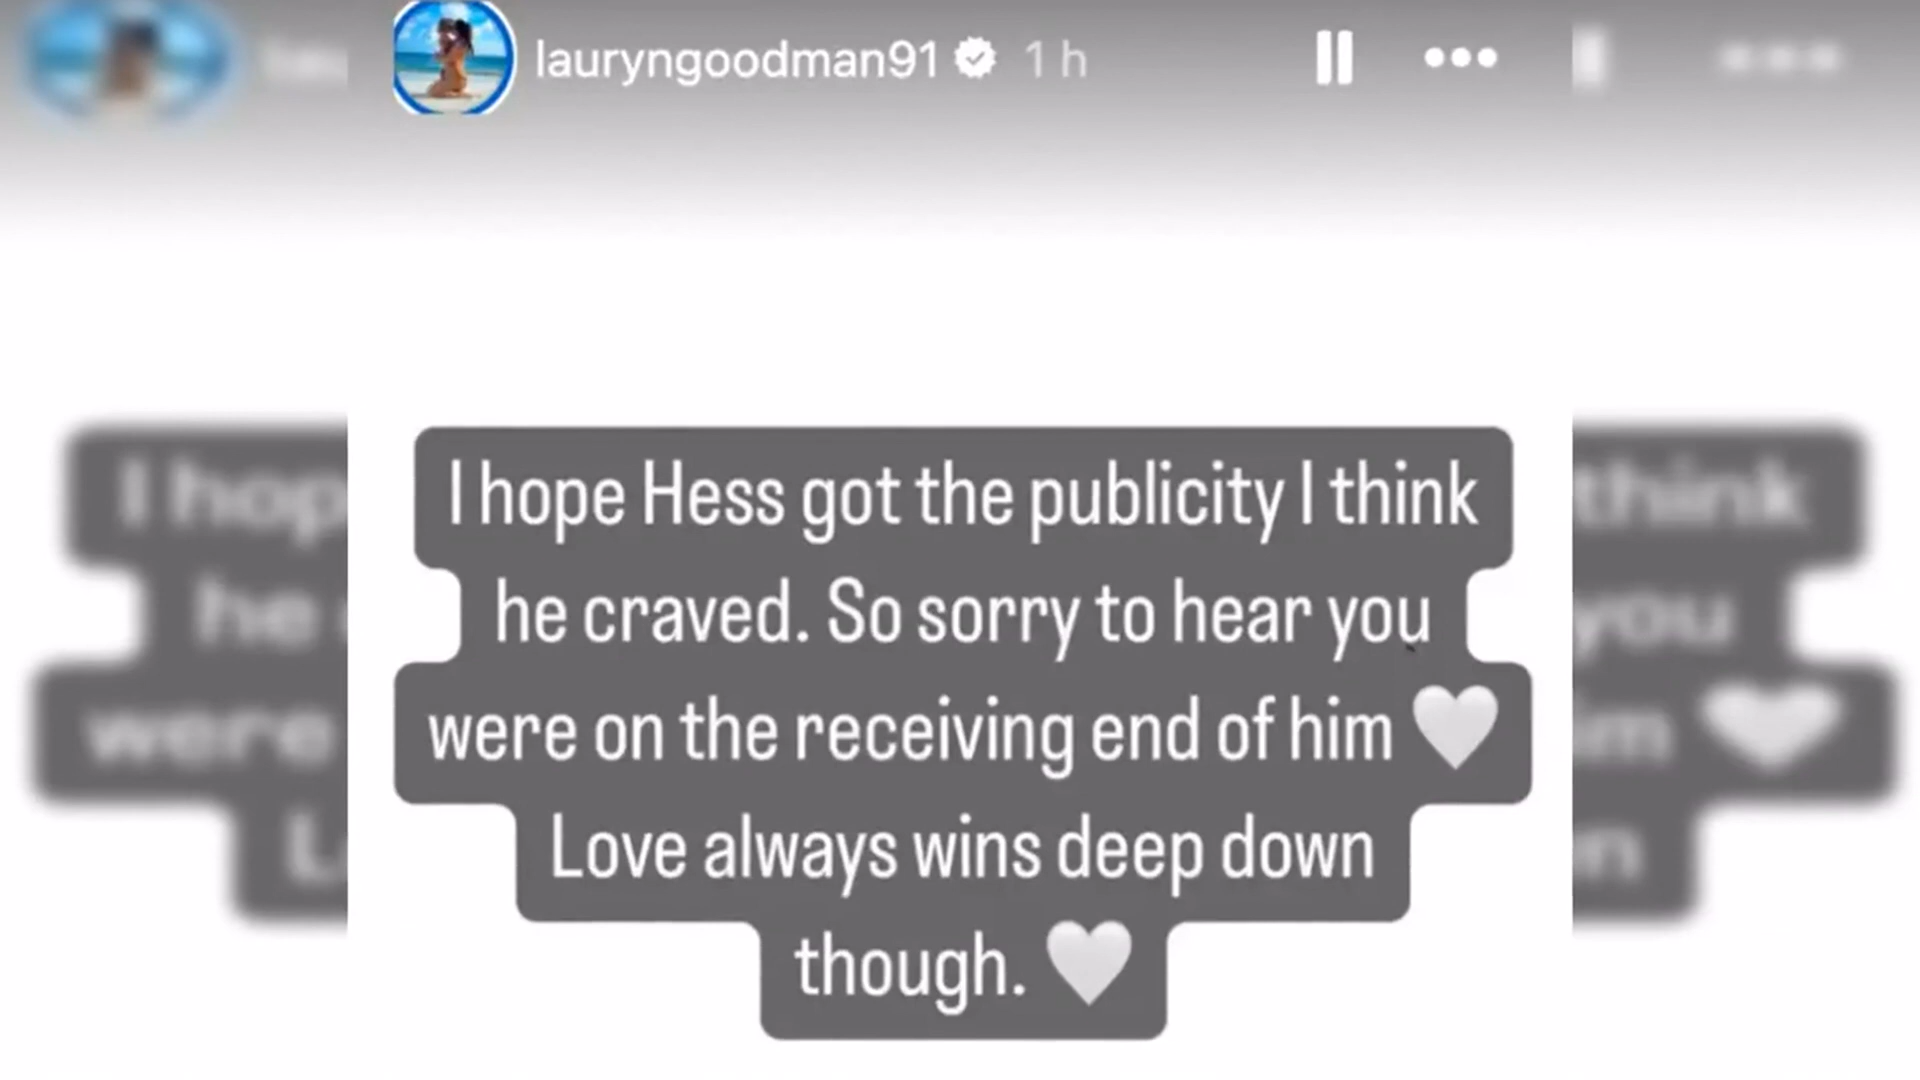 lauryngoodman91 1 h
I hope Hess got the publicity I think
he craved. So sorry to hear you
were on the receiving end of him 🤍
Love always wins deep down
though. 🤍